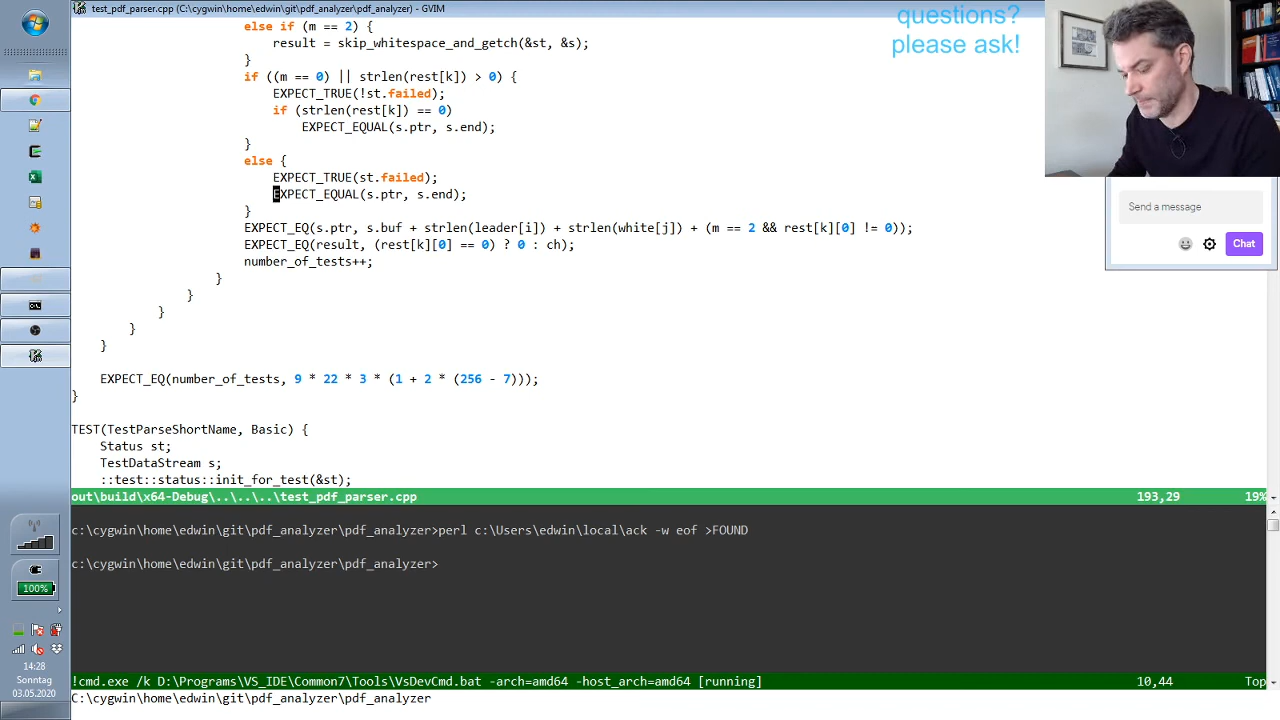 test_pdf_parser.cpp (C:\cygwin\home\edwin\git\pdf_analyzer\pdf_analyzer) - GVIM
else if (m == 2) {
result = skip_whitespace_and_getch(&st, &s);
}
if ((m == 0) || strlen(rest[k]) > 0) {
EXPECT_TRUE(!st.failed);
if (strlen(rest[k]) == 0)
EXPECT_EQUAL(s.ptr, s.end);
}
else {
EXPECT_TRUE(st.failed);
EXPECT_EQUAL(s.ptr, s.end);
}
EXPECT_EQ(s.ptr, s.buf + strlen(leader[i]) + strlen(white[j]) + (m == 2 && rest[k][0] != 0));
EXPECT_EQ(result, (rest[k][0] == 0) ? 0 : ch);
number_of_tests++;
}
}
}
}
}
EXPECT_EQ(number_of_tests, 9 * 22 * 3 * (1 + 2 * (256 - 7)));
}
TEST(TestParseShortName, Basic) {
Status st;
TestDataStream s;
::test::status::init_for_test(&st);
out\build\x64-Debug\..\..\..\test_pdf_parser.cpp 193,29 19%
c:\cygwin\home\edwin\git\pdf_analyzer\pdf_analyzer>perl c:\Users\edwin\local\ack -w eof >FOUND
c:\cygwin\home\edwin\git\pdf_analyzer\pdf_analyzer>
!cmd.exe /k D:\Programs\VS_IDE\Common7\Tools\VsDevCmd.bat -arch=amd64 -host_arch=amd64 [running] 10,44 Top
C:\cygwin\home\edwin\git\pdf_analyzer\pdf_analyzer
questions?
please ask!
Send a message
Chat
100%
14:28
Sonntag
03.05.2020